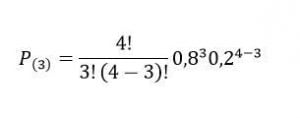 P₍₃₎ = 4! / 3! (4 − 3)! 0,8³0,2⁴⁻³